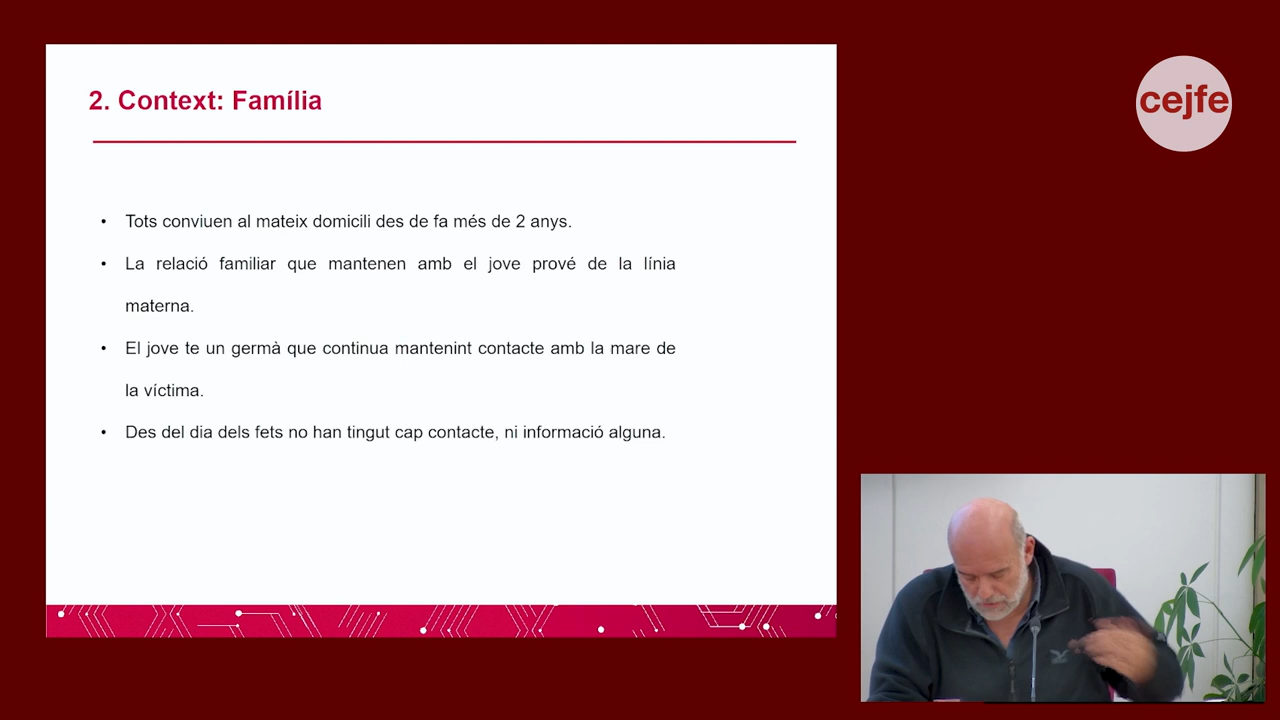 2. Context: Família
cejfe
• Tots conviuen al mateix domicili des de fa més de 2 anys.
• La relació familiar que mantenen amb el jove prové de la línia
materna.
• El jove te un germà que continua mantenint contacte amb la mare de
la víctima.
• Des del dia dels fets no han tingut cap contacte, ni informació alguna.